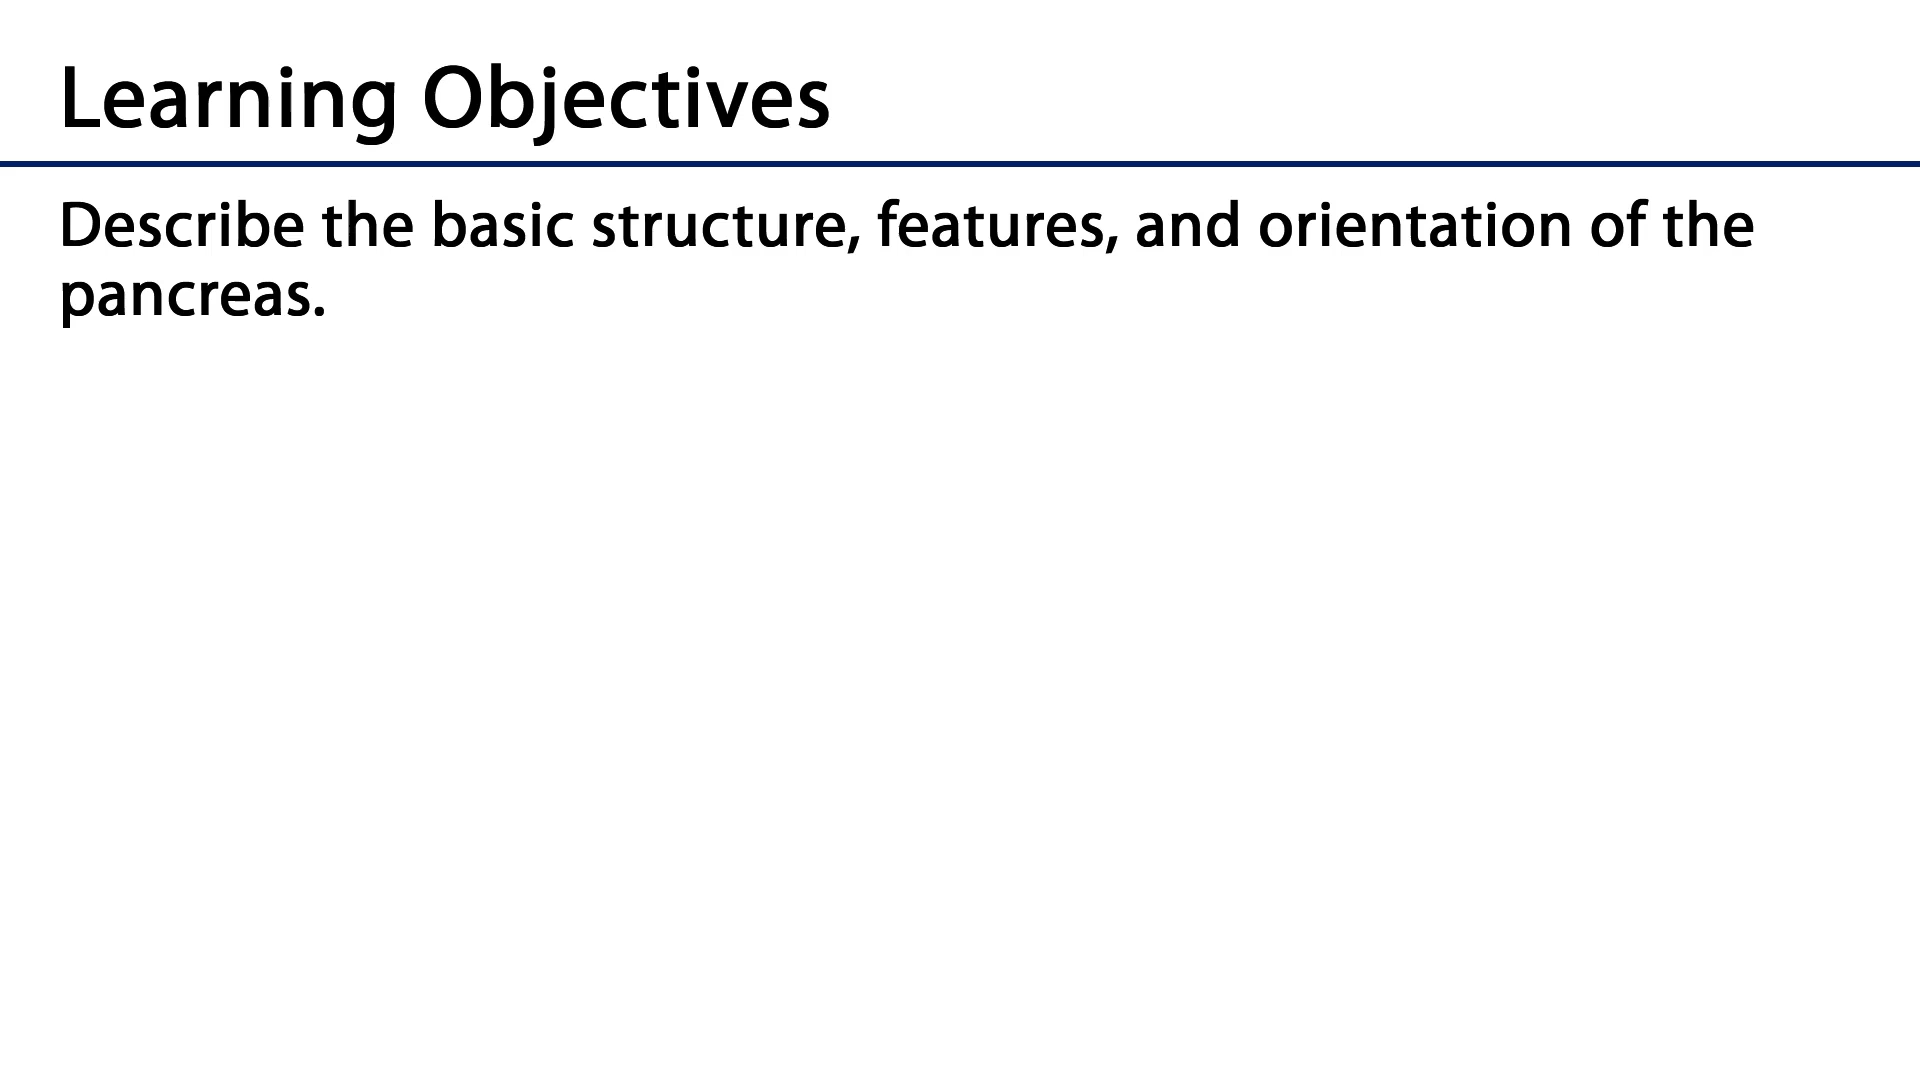 Learning Objectives
Describe the basic structure, features, and orientation of the
pancreas.